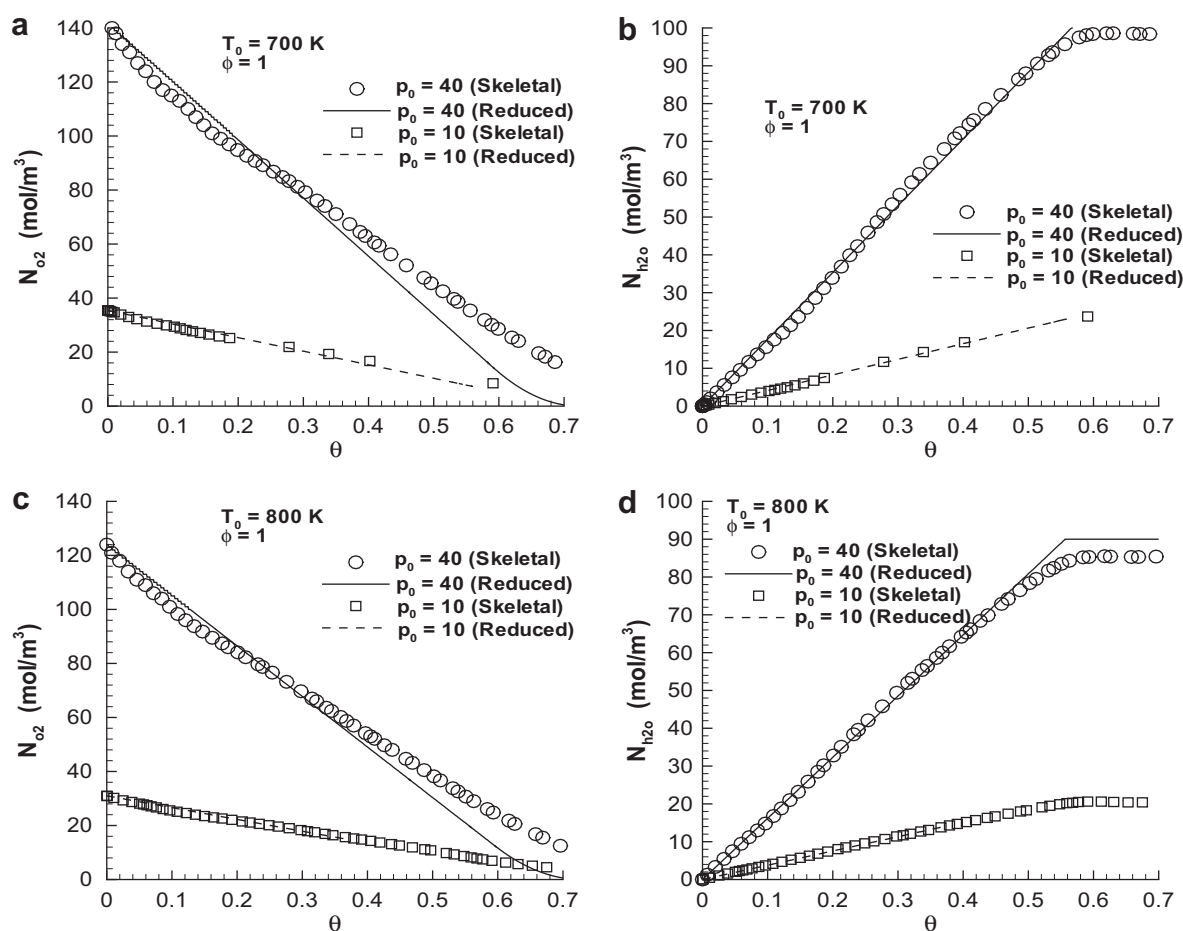 a
T₀ = 700 K
ϕ = 1
p₀ = 40 (Skeletal)
p₀ = 40 (Reduced)
p₀ = 10 (Skeletal)
p₀ = 10 (Reduced)
N_o2 (mol/m³)
140
120
100
80
60
40
20
0
0 0.1 0.2 0.3 0.4 0.5 0.6 0.7
θ
b
T₀ = 700 K
ϕ = 1
p₀ = 40 (Skeletal)
p₀ = 40 (Reduced)
p₀ = 10 (Skeletal)
p₀ = 10 (Reduced)
N_h2o (mol/m³)
100
90
80
70
60
50
40
30
20
10
0
0 0.1 0.2 0.3 0.4 0.5 0.6 0.7
θ
c
T₀ = 800 K
ϕ = 1
p₀ = 40 (Skeletal)
p₀ = 40 (Reduced)
p₀ = 10 (Skeletal)
p₀ = 10 (Reduced)
N_o2 (mol/m³)
140
120
100
80
60
40
20
0
0 0.1 0.2 0.3 0.4 0.5 0.6 0.7
θ
d
T₀ = 800 K
ϕ = 1
p₀ = 40 (Skeletal)
p₀ = 40 (Reduced)
p₀ = 10 (Skeletal)
p₀ = 10 (Reduced)
N_h2o (mol/m³)
100
90
80
70
60
50
40
30
20
10
0
0 0.1 0.2 0.3 0.4 0.5 0.6 0.7
θ